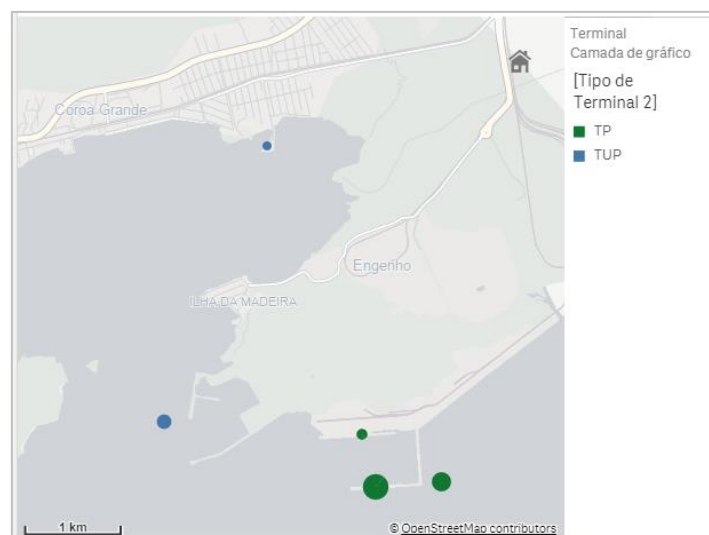 Terminal
Camada de gráfico
[Tipo de
Terminal 2]
TP
TUP
Coroa Grande
Engenho
ILHA DA MADEIRA
1 km
© OpenStreetMap contributors